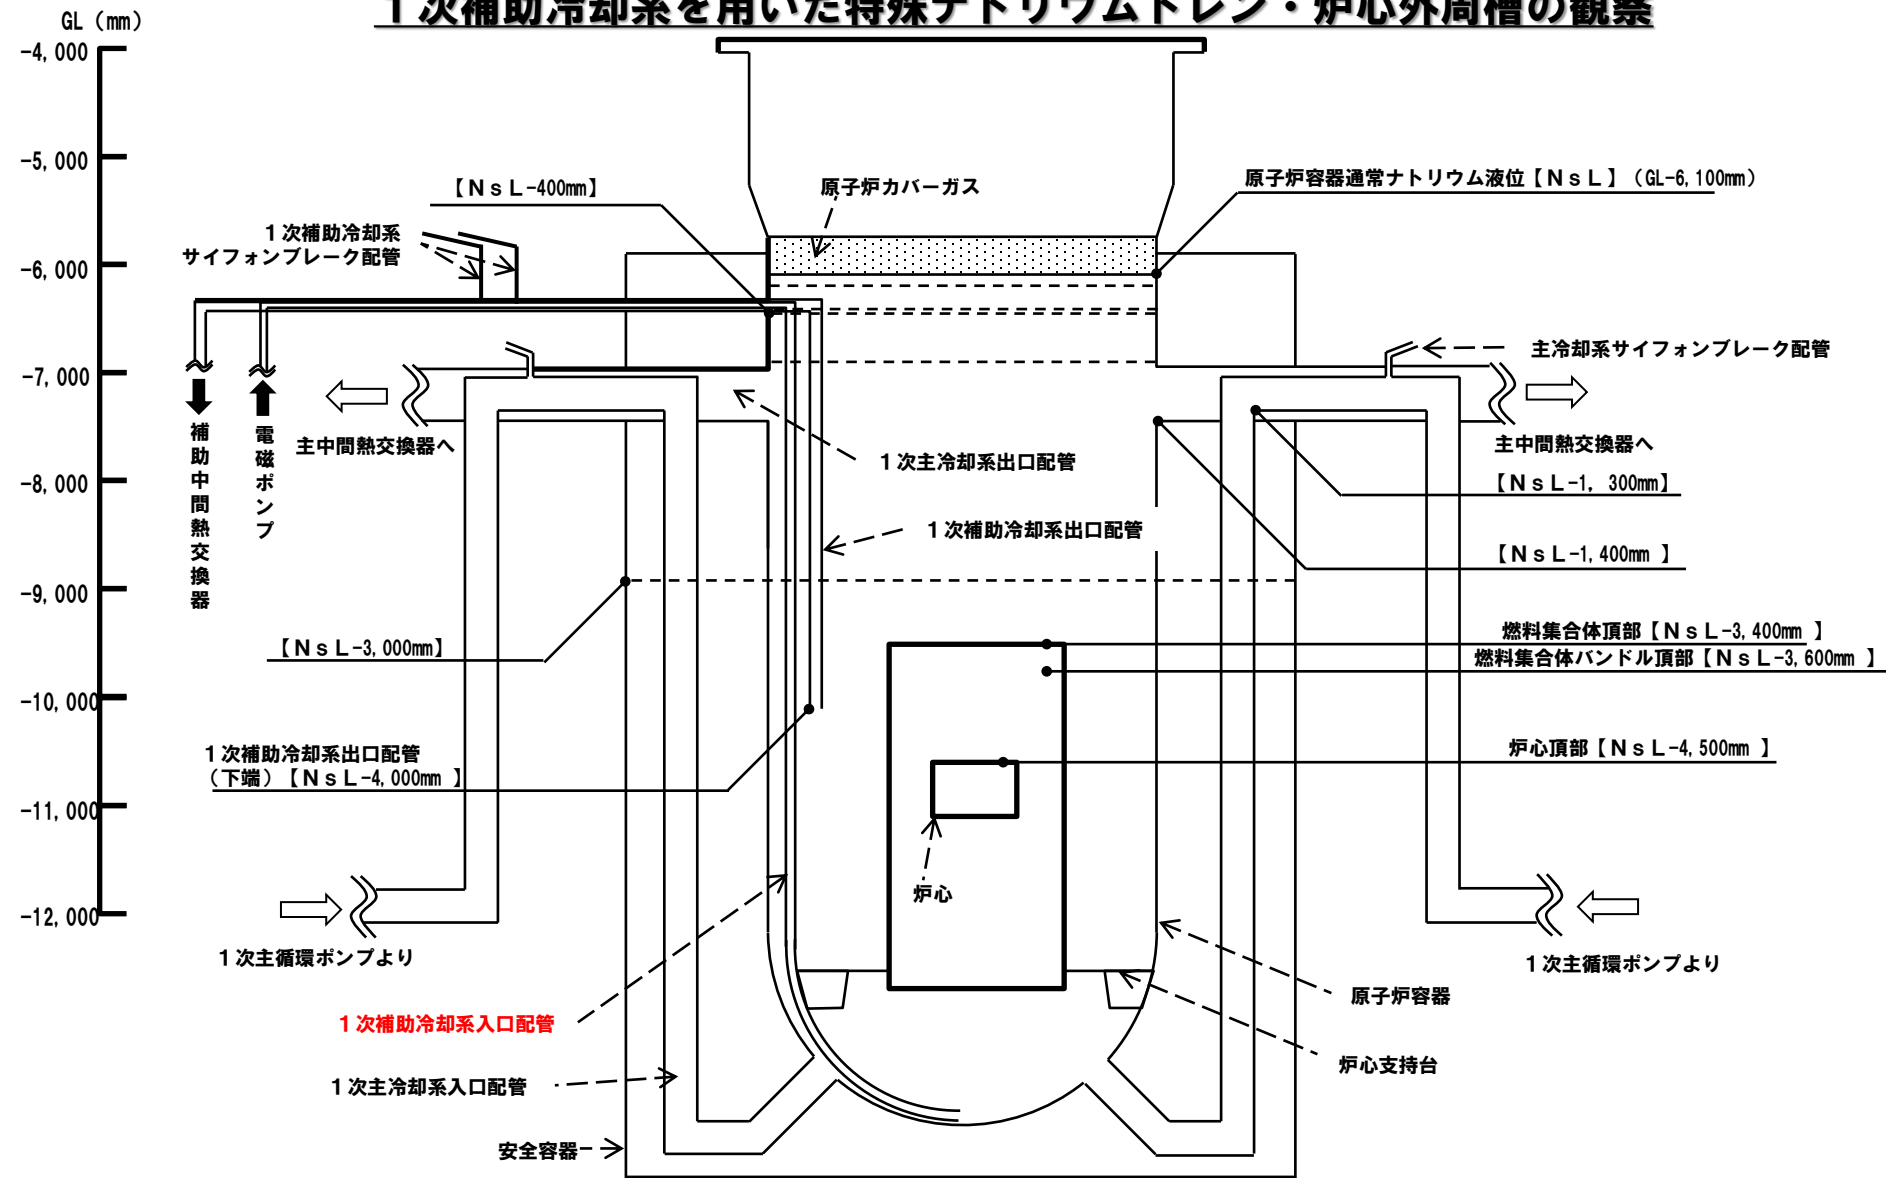 1次補助冷却系を用いた特殊ナトリウムドレン・炉心外周槽の観察
GL（mm）
-4,000
-5,000
-6,000
-7,000
-8,000
-9,000
-10,000
-11,000
-12,000
【ＮｓＬ-400mm】
原子炉カバーガス
原子炉容器通常ナトリウム液位【ＮｓＬ】（GL-6,100mm）
1次補助冷却系
サイフォンブレーク配管
主冷却系サイフォンブレーク配管
補助中間熱交換器
電磁ポンプ
主中間熱交換器へ
主中間熱交換器へ
1次主冷却系出口配管
【ＮｓＬ-1, 300mm】
1次補助冷却系出口配管
【ＮｓＬ-1,400mm 】
【ＮｓＬ-3,000mm】
燃料集合体頂部【ＮｓＬ-3,400mm 】
燃料集合体バンドル頂部【ＮｓＬ-3,600mm 】
1次補助冷却系出口配管
（下端）【ＮｓＬ-4,000mm 】
炉心頂部【ＮｓＬ-4,500mm 】
炉心
1次主循環ポンプより
1次主循環ポンプより
原子炉容器
1次補助冷却系入口配管
炉心支持台
1次主冷却系入口配管
安全容器